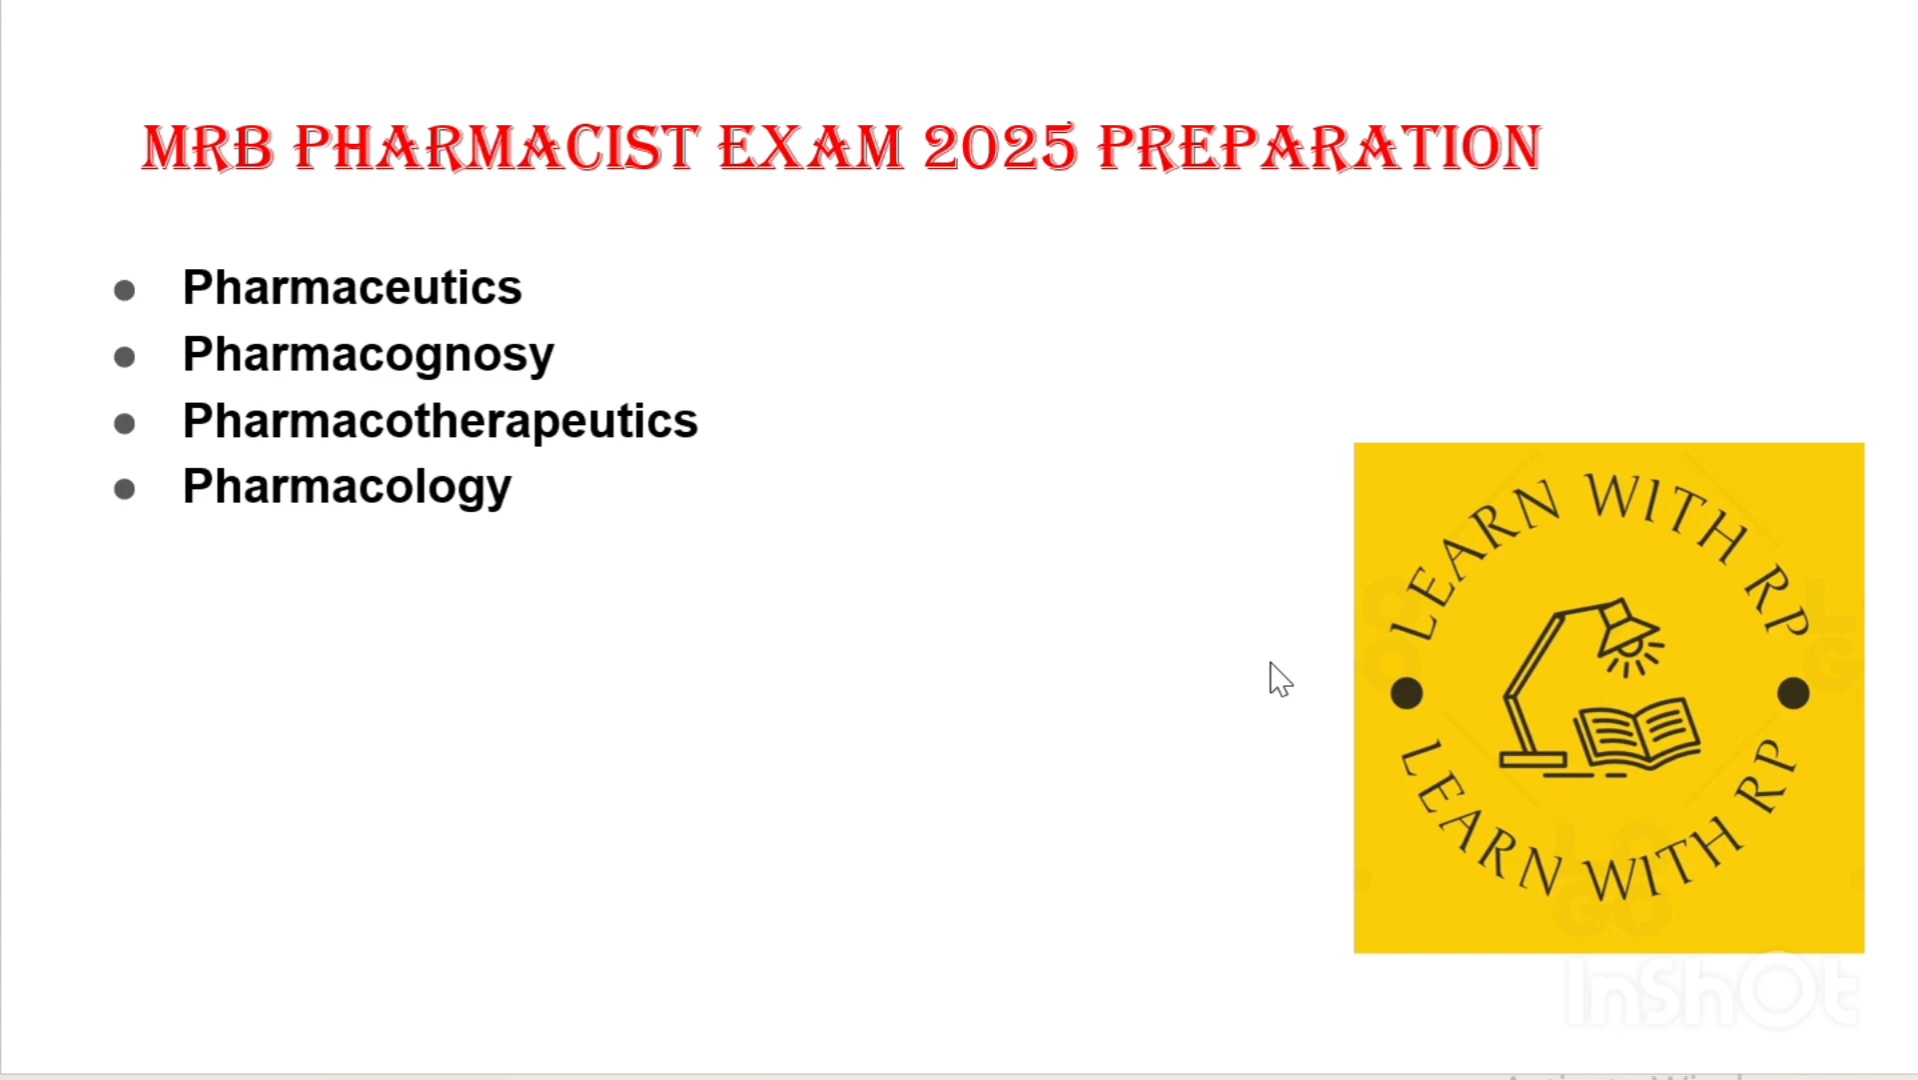 MRB PHARMACIST EXAM 2025 PREPARATION
Pharmaceutics
Pharmacognosy
Pharmacotherapeutics
Pharmacology
LEARN WITH RP
LEARN WITH RP
InShOt